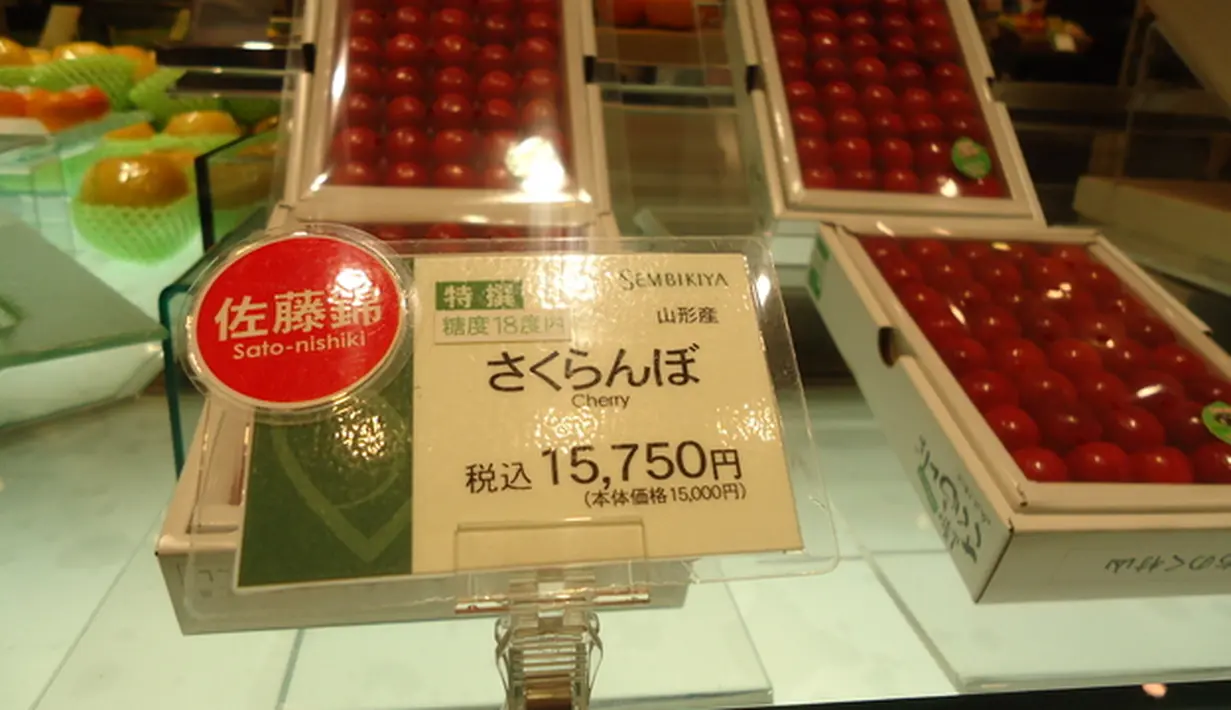 佐藤錦
Sato-nishiki
特撰
SEMBIKIYA
糖度18度
山形産
さくらんぼ
Cherry
税込 15,750円
(本体価格15,000円)